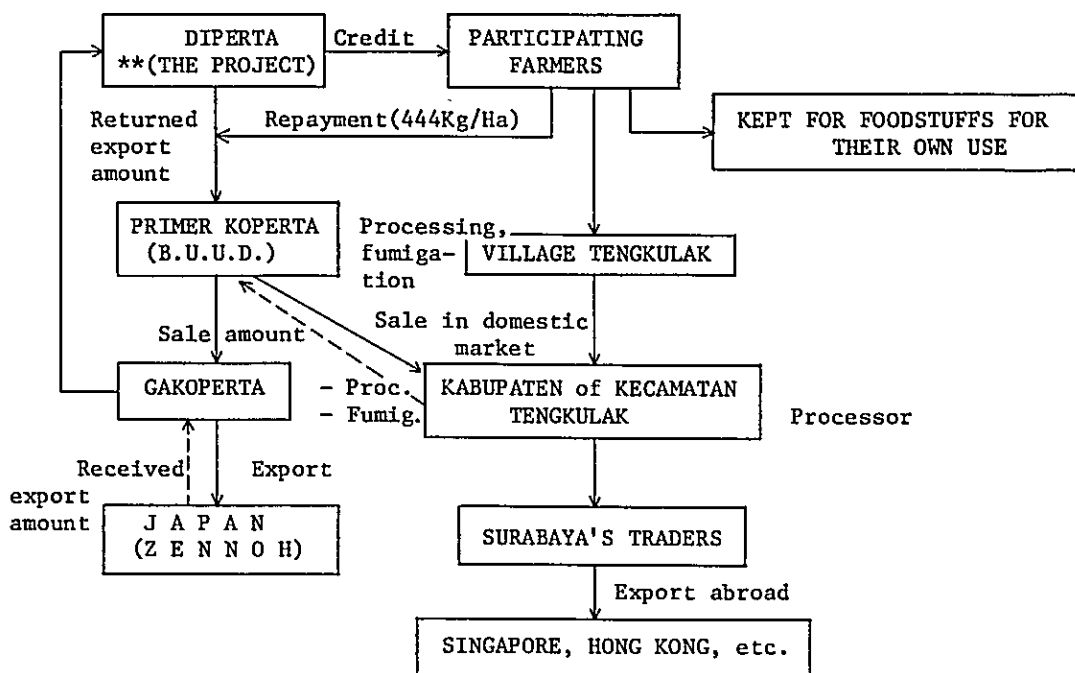 DIPERTA
**(THE PROJECT)
Credit
PARTICIPATING
FARMERS
Returned
export
amount
Repayment(444Kg/Ha)
KEPT FOR FOODSTUFFS FOR
THEIR OWN USE
PRIMER KOPERTA
(B.U.U.D.)
Processing,
fumiga-
tion
VILLAGE TENGKULAK
Sale amount
Sale in domestic
market
GAKOPERTA
- Proc.
- Fumig.
KABUPATEN of KECAMATAN
TENGKULAK
Processor
Received
export
amount
Export
J A P A N
(Z E N N O H)
SURABAYA'S TRADERS
Export abroad
SINGAPORE, HONG KONG, etc.